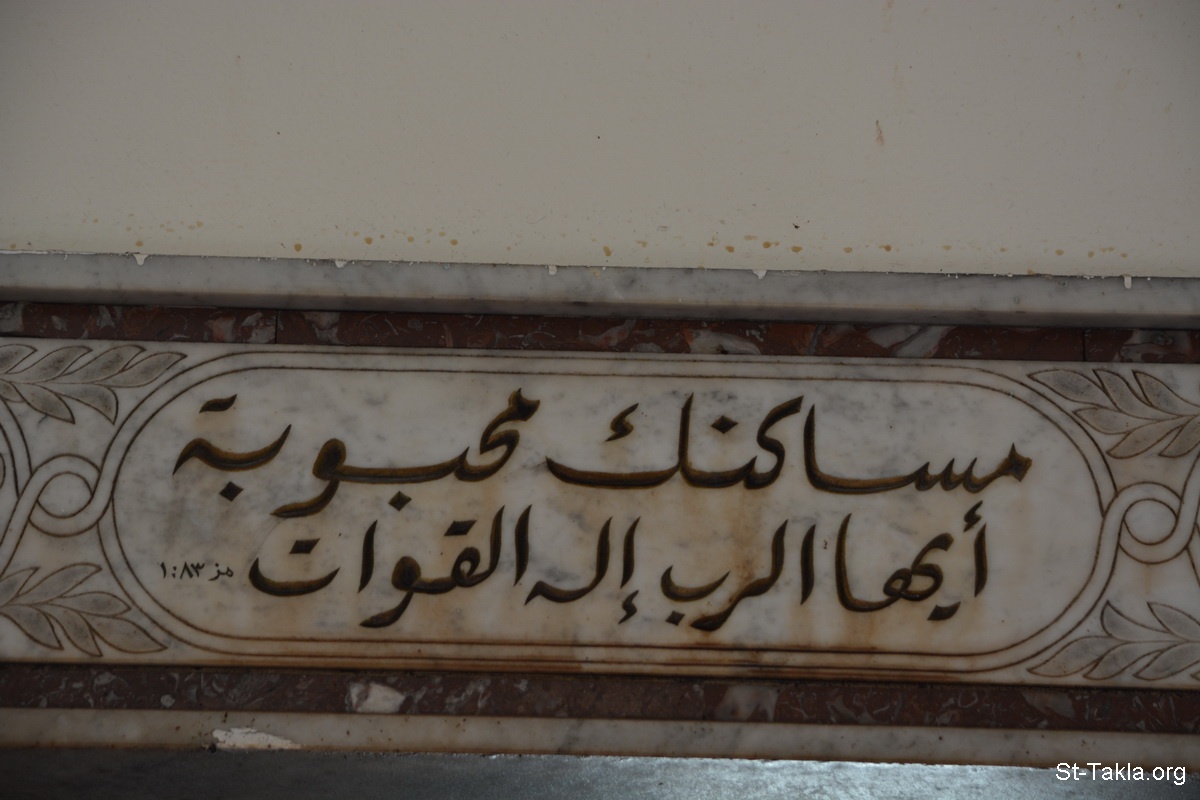 مساكنك محبوبة
أيها الرب إله القوات مز ٨٣:١
St-Takla.org